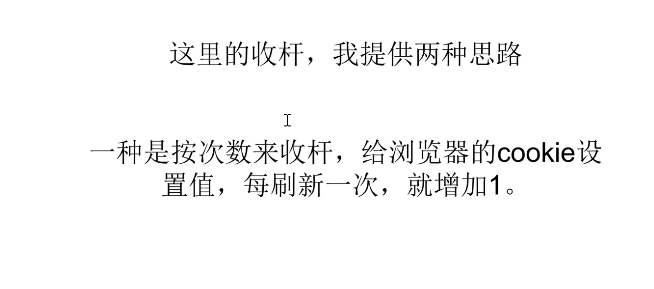 这里的收杆，我提供两种思路
一种是按次数来收杆，给浏览器的cookie设
置值，每刷新一次，就增加1。